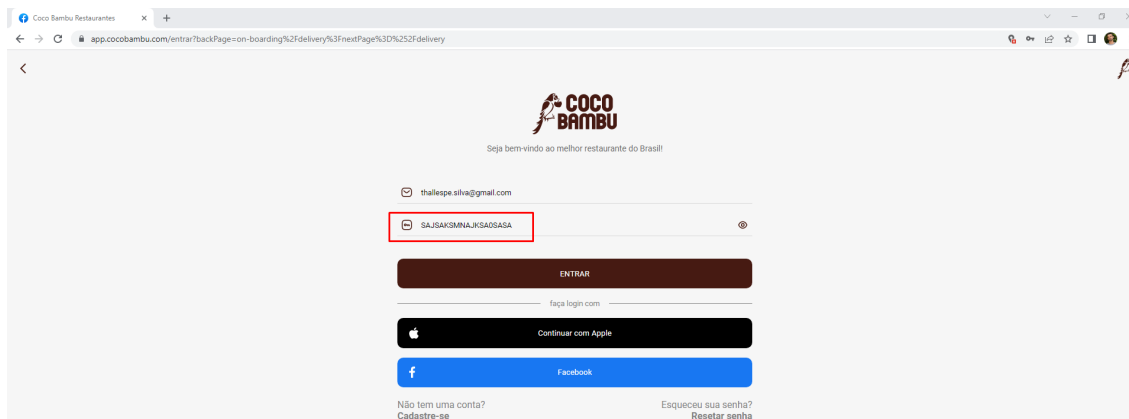 Coco Bambu Restaurantes
app.cocobambu.com/entrar?backPage=on-boarding%2Fdelivery%3FnextPage%3D%252Fdelivery
COCO
BAMBU
Seja bem-vindo ao melhor restaurante do Brasil!
thallespe.silva@gmail.com
SAJSAKSMNAJKSA0SASA
ENTRAR
faça login com
Continuar com Apple
Facebook
Não tem uma conta? Esqueceu sua senha?
Cadastre-se Resetar senha